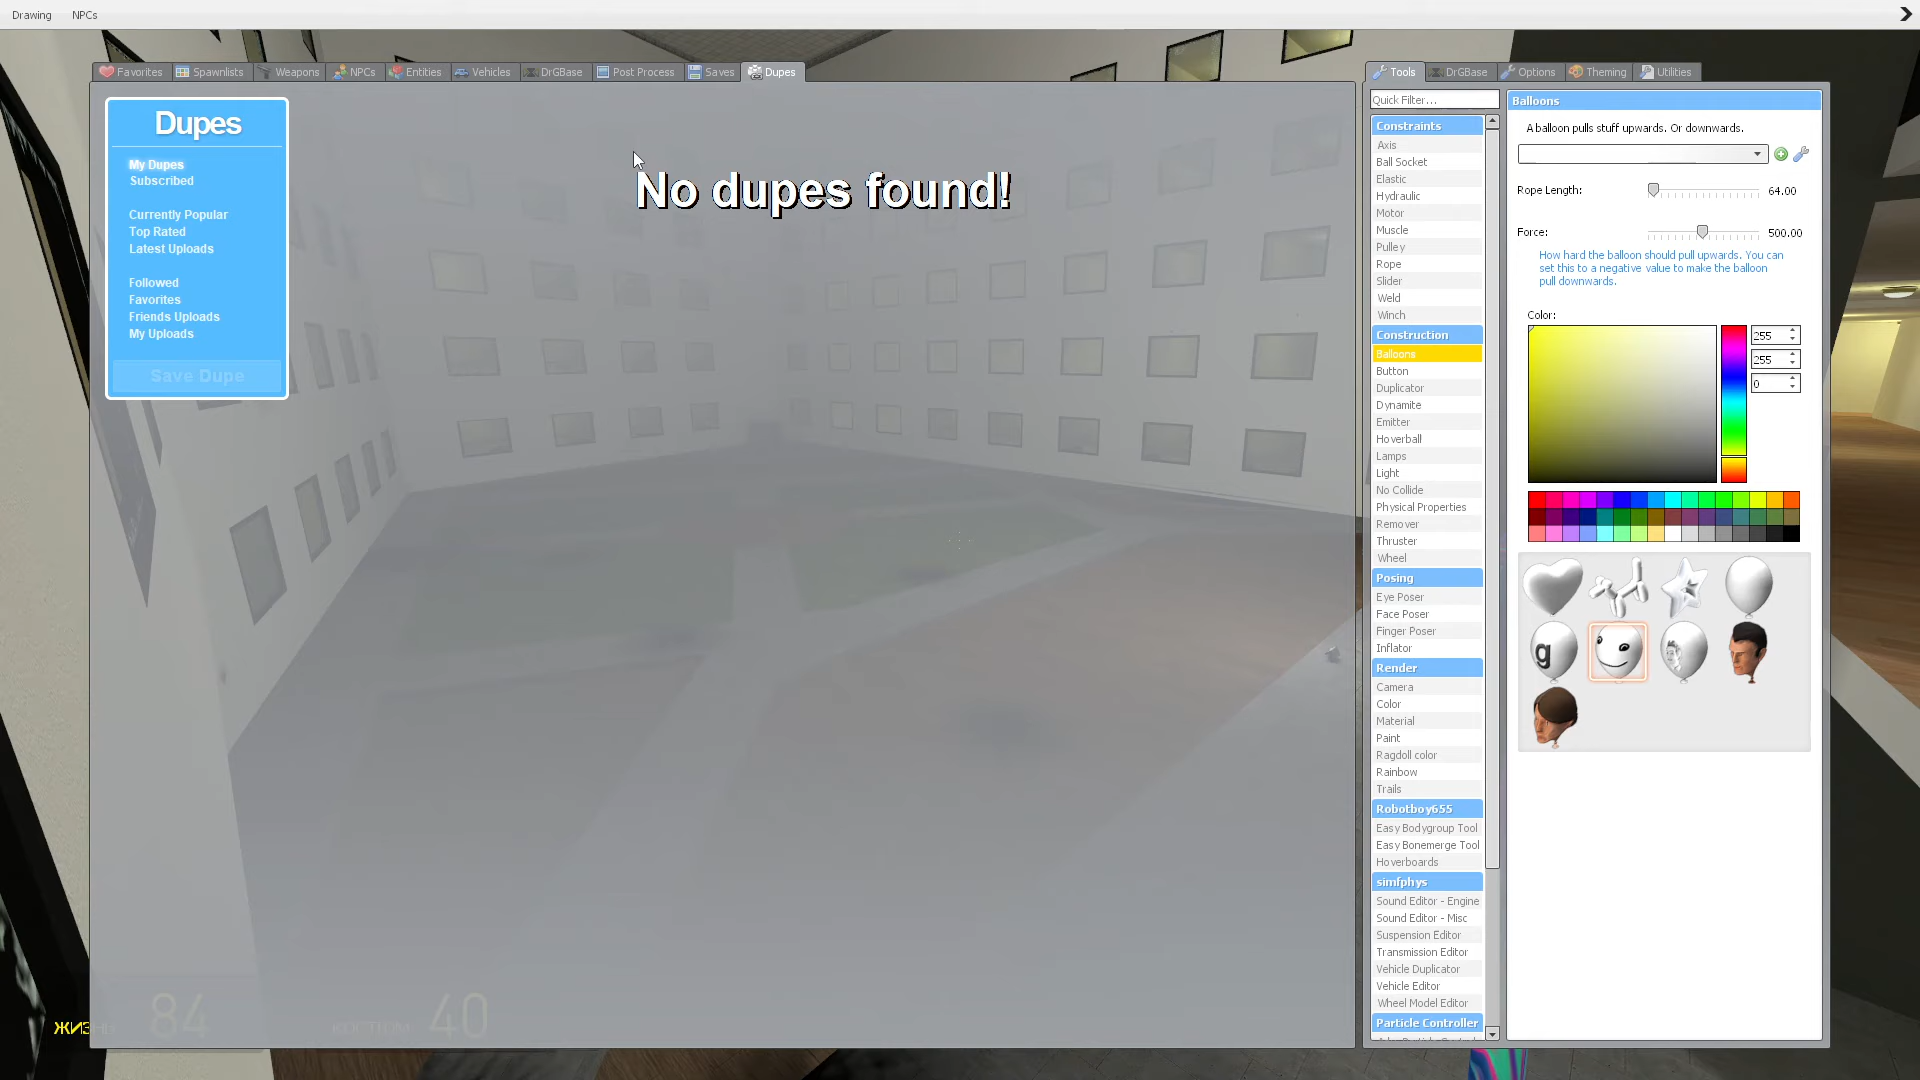 Drawing NPCs
Favorites Spawnlists Weapons NPCs Entities Vehicles DrGBase Post Process Saves Dupes
Dupes
My Dupes
Subscribed
Currently Popular
Top Rated
Latest Uploads
Followed
Favorites
Friends Uploads
My Uploads
Save Dupe
No dupes found!
84
КОСТЮМ 40
Tools DrGBase Options Theming Utilities
Quick Filter...
Constraints
Axis
Ball Socket
Elastic
Hydraulic
Motor
Muscle
Pulley
Rope
Slider
Weld
Winch
Construction
Balloons
Button
Duplicator
Dynamite
Emitter
Hoverball
Lamps
Light
No Collide
Physical Properties
Remover
Thruster
Wheel
Posing
Eye Poser
Face Poser
Finger Poser
Inflator
Render
Camera
Color
Material
Paint
Ragdoll color
Rainbow
Trails
Robotboy655
Easy Bodygroup Tool
Easy Bonemerge Tool
Hoverboards
simfphys
Sound Editor - Engine
Sound Editor - Misc
Suspension Editor
Transmission Editor
Vehicle Duplicator
Vehicle Editor
Wheel Model Editor
Particle Controller
Balloons
A balloon pulls stuff upwards. Or downwards.
Rope Length: 64.00
Force: 500.00
How hard the balloon should pull upwards. You can
set this to a negative value to make the balloon
pull downwards.
Color:
255
255
0
g